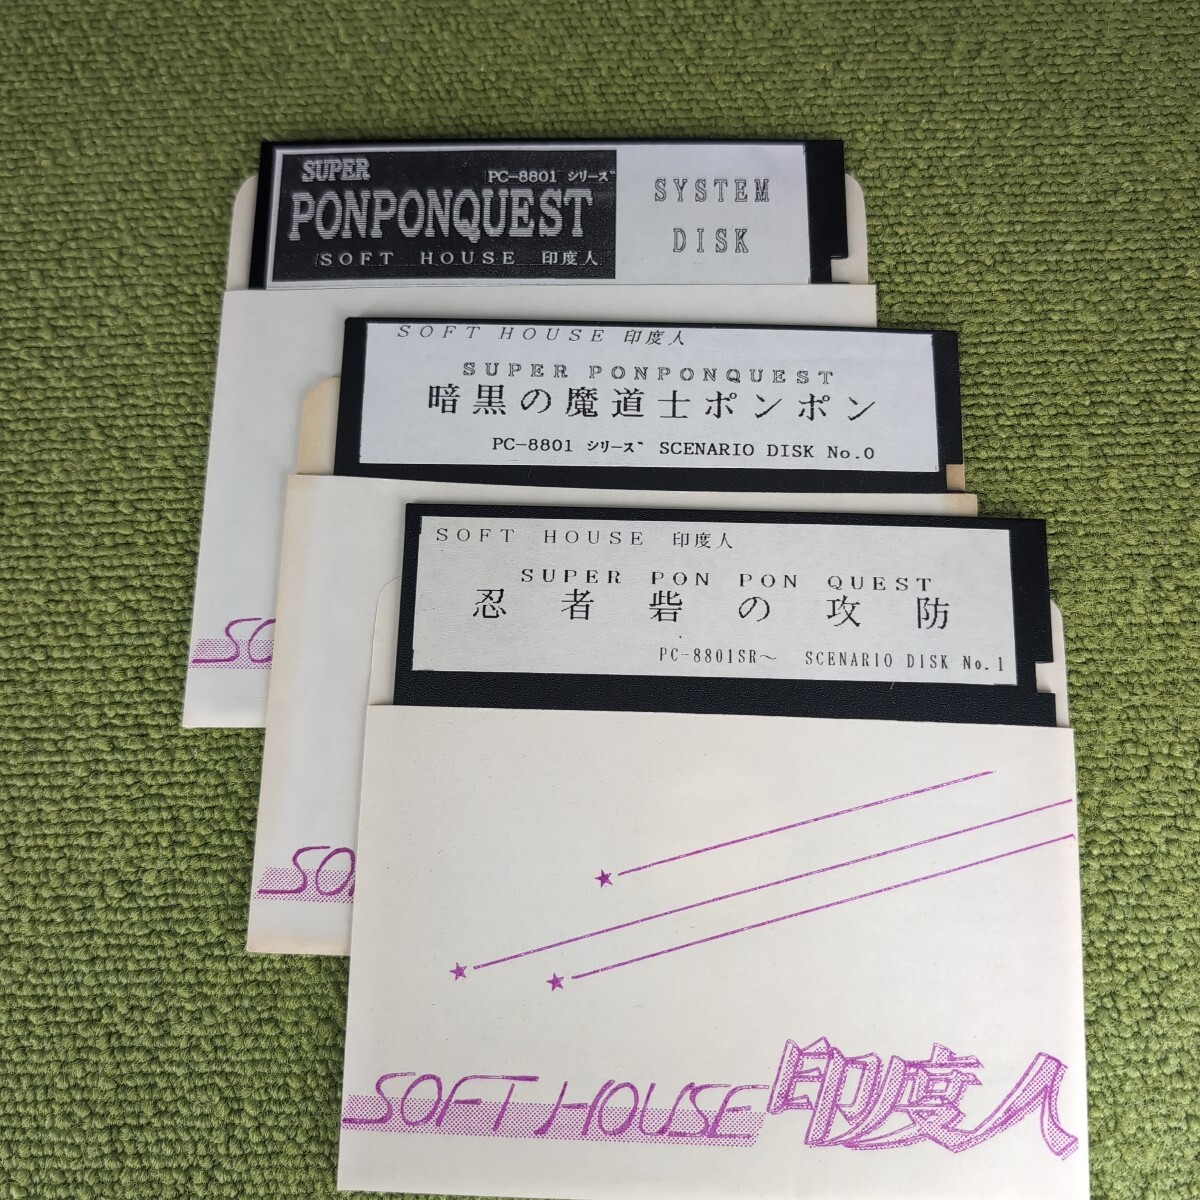 SUPER
PC-8801 シリーズ
PONPONQUEST
SOFT HOUSE 印度人
SYSTEM
DISK
SOFT HOUSE 印度人
SUPER PONPONQUEST
暗黒の魔道士ポンポン
PC-8801 シリーズ SCENARIO DISK No.0
SOFT HOUSE 印度人
SUPER PON PON QUEST
忍者砦の攻防
PC-8801SR～ SCENARIO DISK No.1
SO
SO
SOFT HOUSE 印度人